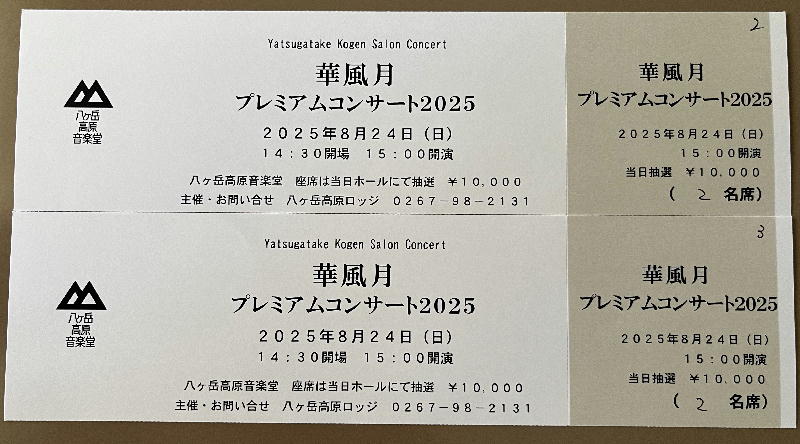 Yatsugatake Kogen Salon Concert
華風月
プレミアムコンサート2025
2025年8月24日（日）
14：30開場　15：00開演
八ヶ岳高原音楽堂　座席は当日ホールにて抽選　￥10,000
主催・お問い合せ　八ヶ岳高原ロッジ　0267-98-2131
八ヶ岳
高原
音楽堂
2
華風月
プレミアムコンサート2025
2025年8月24日（日）
15：00開演
当日抽選　￥10,000
（　2　名席）
Yatsugatake Kogen Salon Concert
華風月
プレミアムコンサート2025
2025年8月24日（日）
14：30開場　15：00開演
八ヶ岳高原音楽堂　座席は当日ホールにて抽選　￥10,000
主催・お問い合せ　八ヶ岳高原ロッジ　0267-98-2131
八ヶ岳
高原
音楽堂
3
華風月
プレミアムコンサート2025
2025年8月24日（日）
15：00開演
当日抽選　￥10,000
（　2　名席）